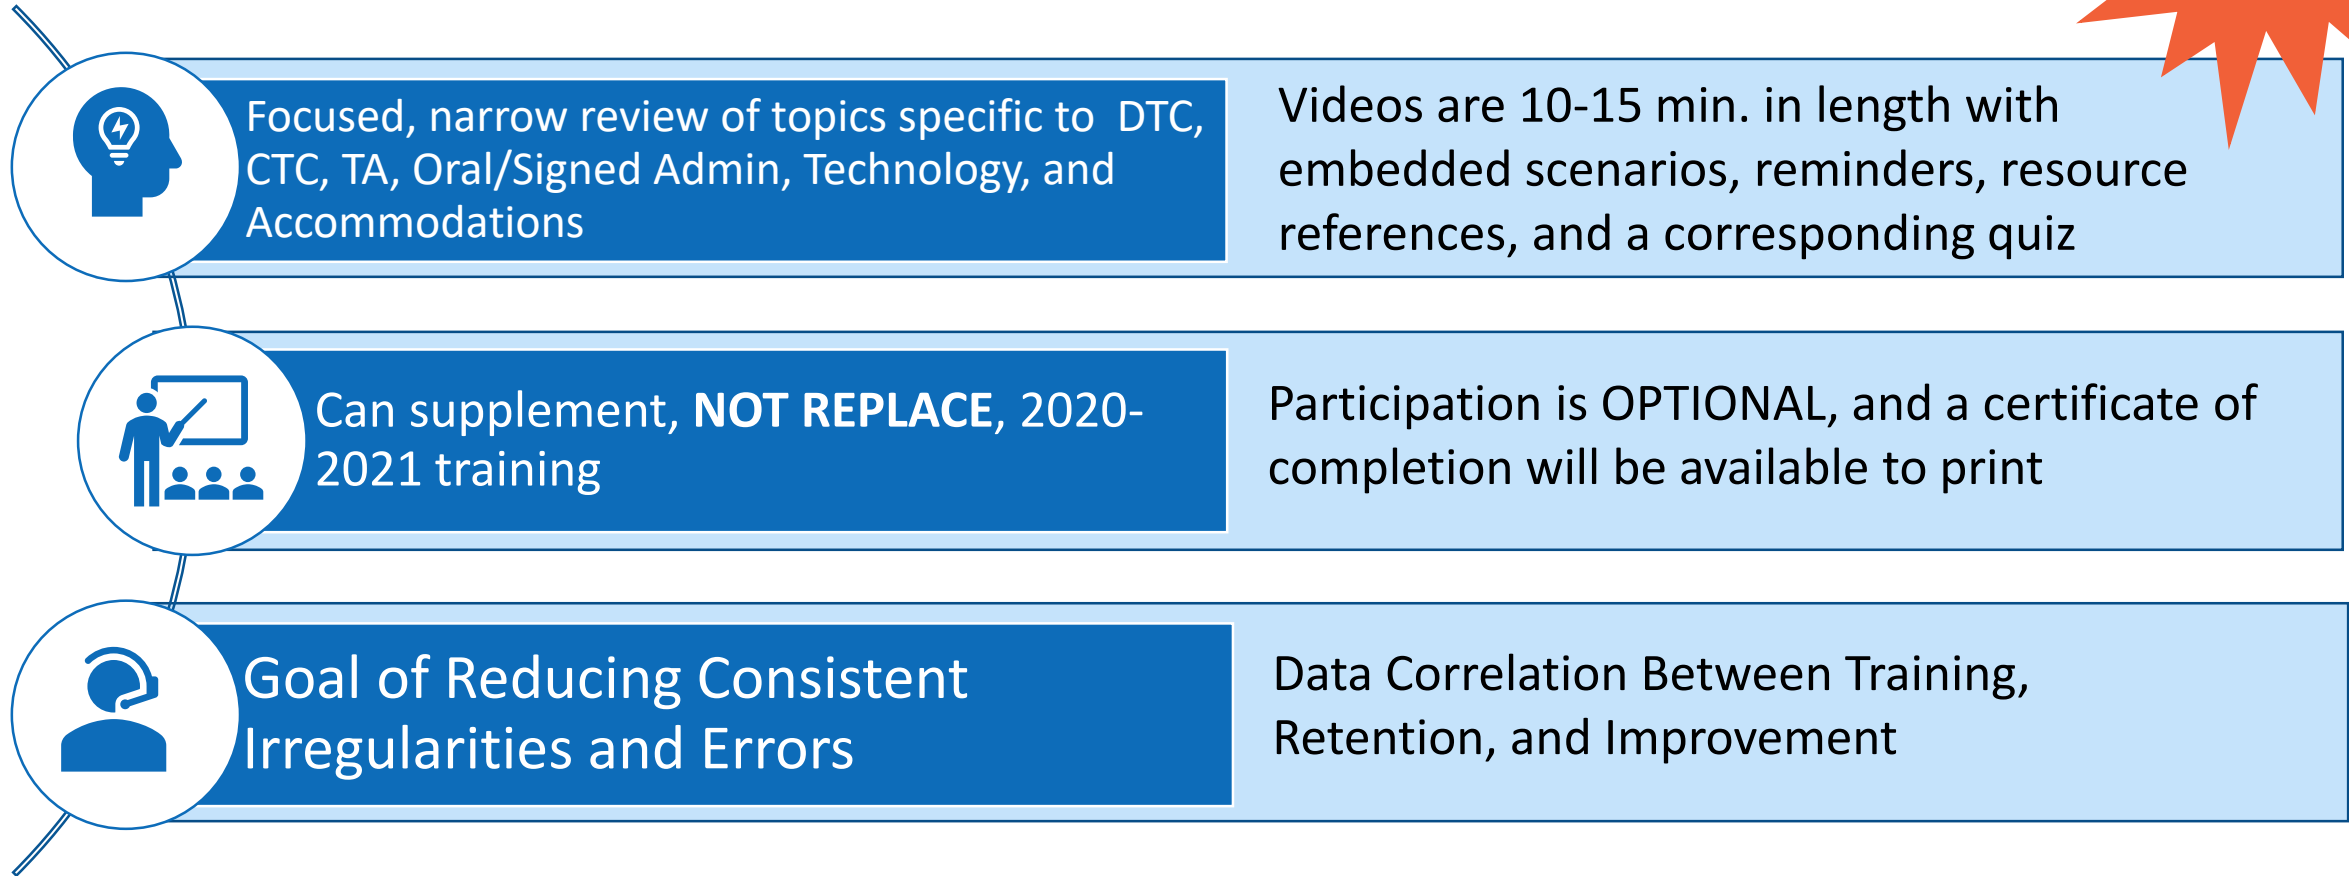 Focused, narrow review of topics specific to  DTC,
CTC, TA, Oral/Signed Admin, Technology, and
Accommodations
Videos are 10-15 min. in length with
embedded scenarios, reminders, resource
references, and a corresponding quiz
Can supplement, NOT REPLACE, 2020-
2021 training
Participation is OPTIONAL, and a certificate of
completion will be available to print
Goal of Reducing Consistent
Irregularities and Errors
Data Correlation Between Training,
Retention, and Improvement